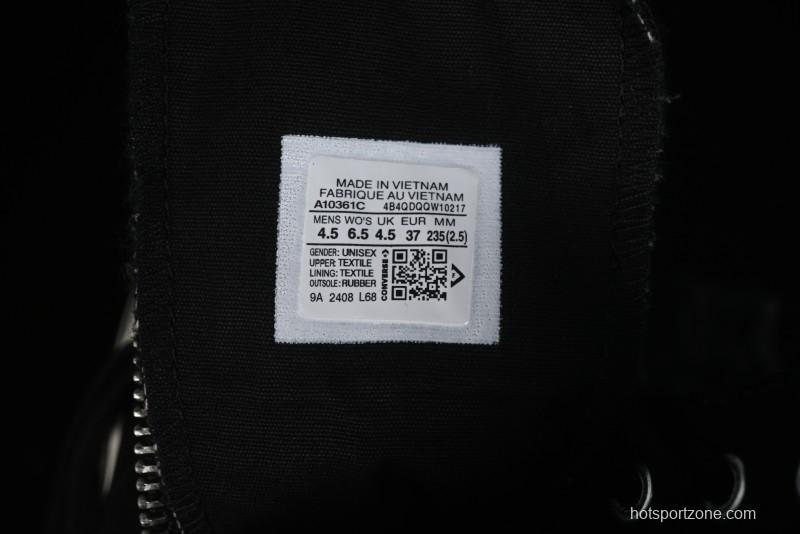 MADE IN VIETNAM
FABRIQUE AU VIETNAM
A10361C 4B4QDQQW10217
MENS WO'S UK EUR MM
4.5 6.5 4.5 37 235(2.5)
GENDER: UNISEX
UPPER: TEXTILE
LINING: TEXTILE
OUTSOLE: RUBBER
9A 2408 L68
CONVERSE
hotsportzone.com